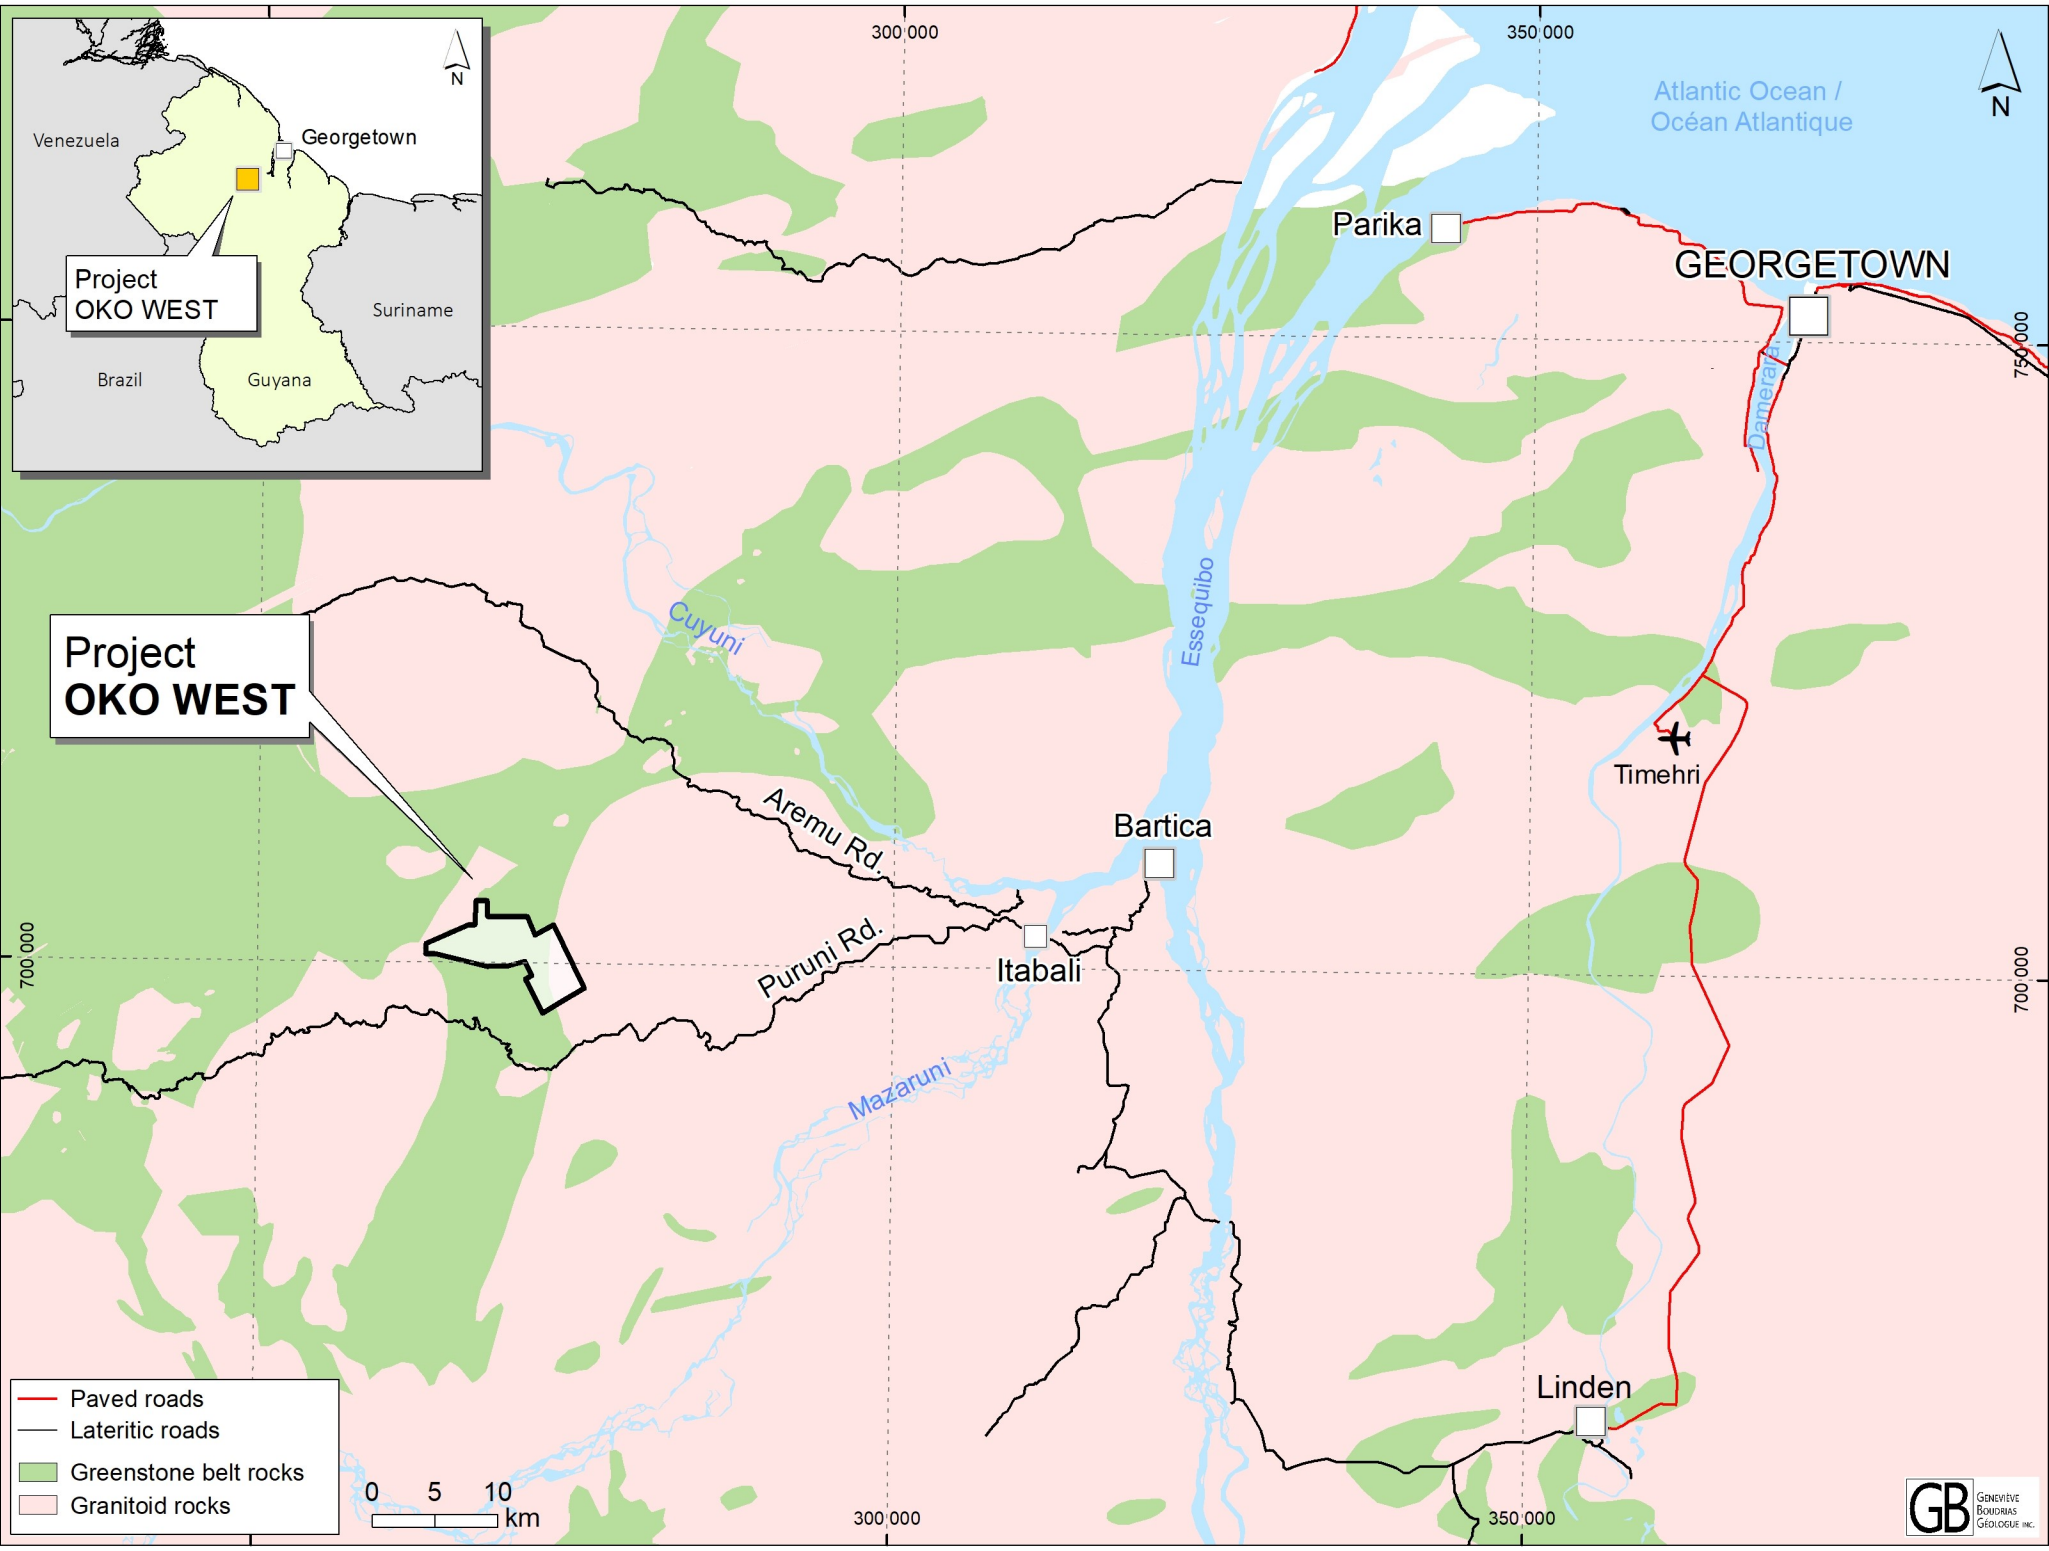 300 000
350 000
N
N
Atlantic Ocean /
Océan Atlantique
Venezuela
Georgetown
Project
OKO WEST
Suriname
Brazil
Guyana
Parika
GEORGETOWN
750 000
Damerara
Essequibo
Cuyuni
Project
OKO WEST
Timehri
Aremu Rd.
Bartica
Puruni Rd.
Itabali
700 000
700 000
Mazaruni
Linden
Paved roads
Lateritic roads
Greenstone belt rocks
Granitoid rocks
0 5 10
km
300 000
350 000
GB
GENEVIÈVE
BOUDRIAS
GÉOLOGUE INC.